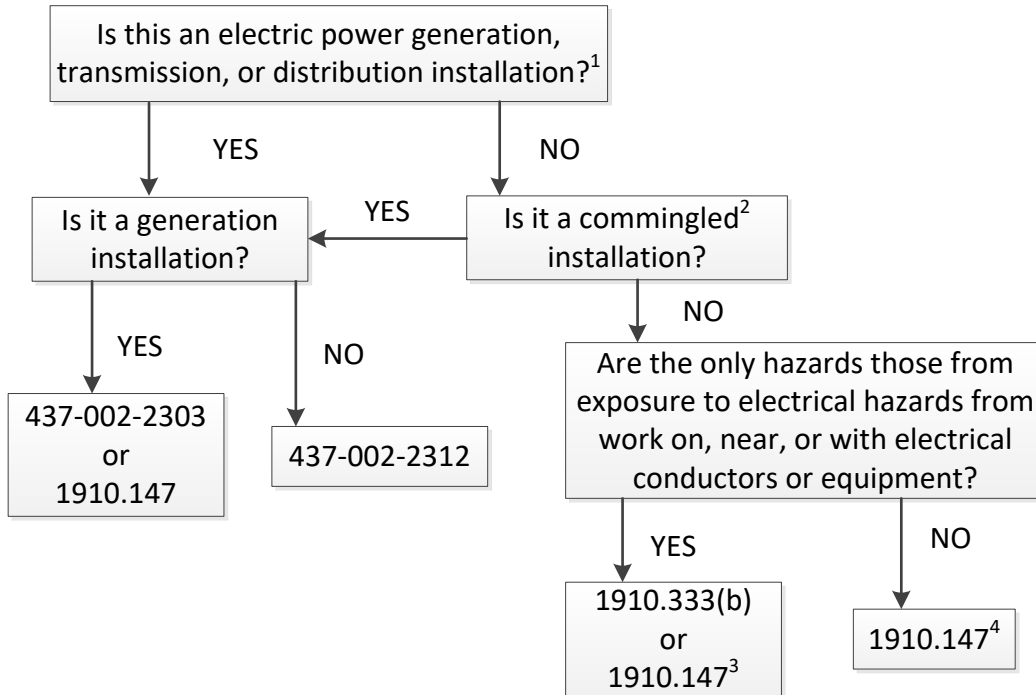 Is this an electric power generation,
transmission, or distribution installation?¹
YES
NO
Is it a generation
installation?
YES
Is it a commingled²
installation?
YES
NO
NO
437-002-2303
or
1910.147
437-002-2312
Are the only hazards those from
exposure to electrical hazards from
work on, near, or with electrical
conductors or equipment?
YES
NO
1910.333(b)
or
1910.147³
1910.147⁴